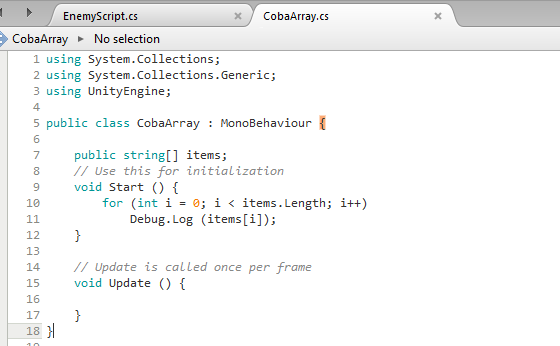 EnemyScript.cs × CobaArray.cs ×
CobaArray ▶ No selection
1 using System.Collections;
2 using System.Collections.Generic;
3 using UnityEngine;
4
5 public class CobaArray : MonoBehaviour {
6
7     public string[] items;
8     // Use this for initialization
9     void Start () {
10         for (int i = 0; i < items.Length; i++)
11             Debug.Log (items[i]);
12     }
13
14     // Update is called once per frame
15     void Update () {
16
17     }
18 }